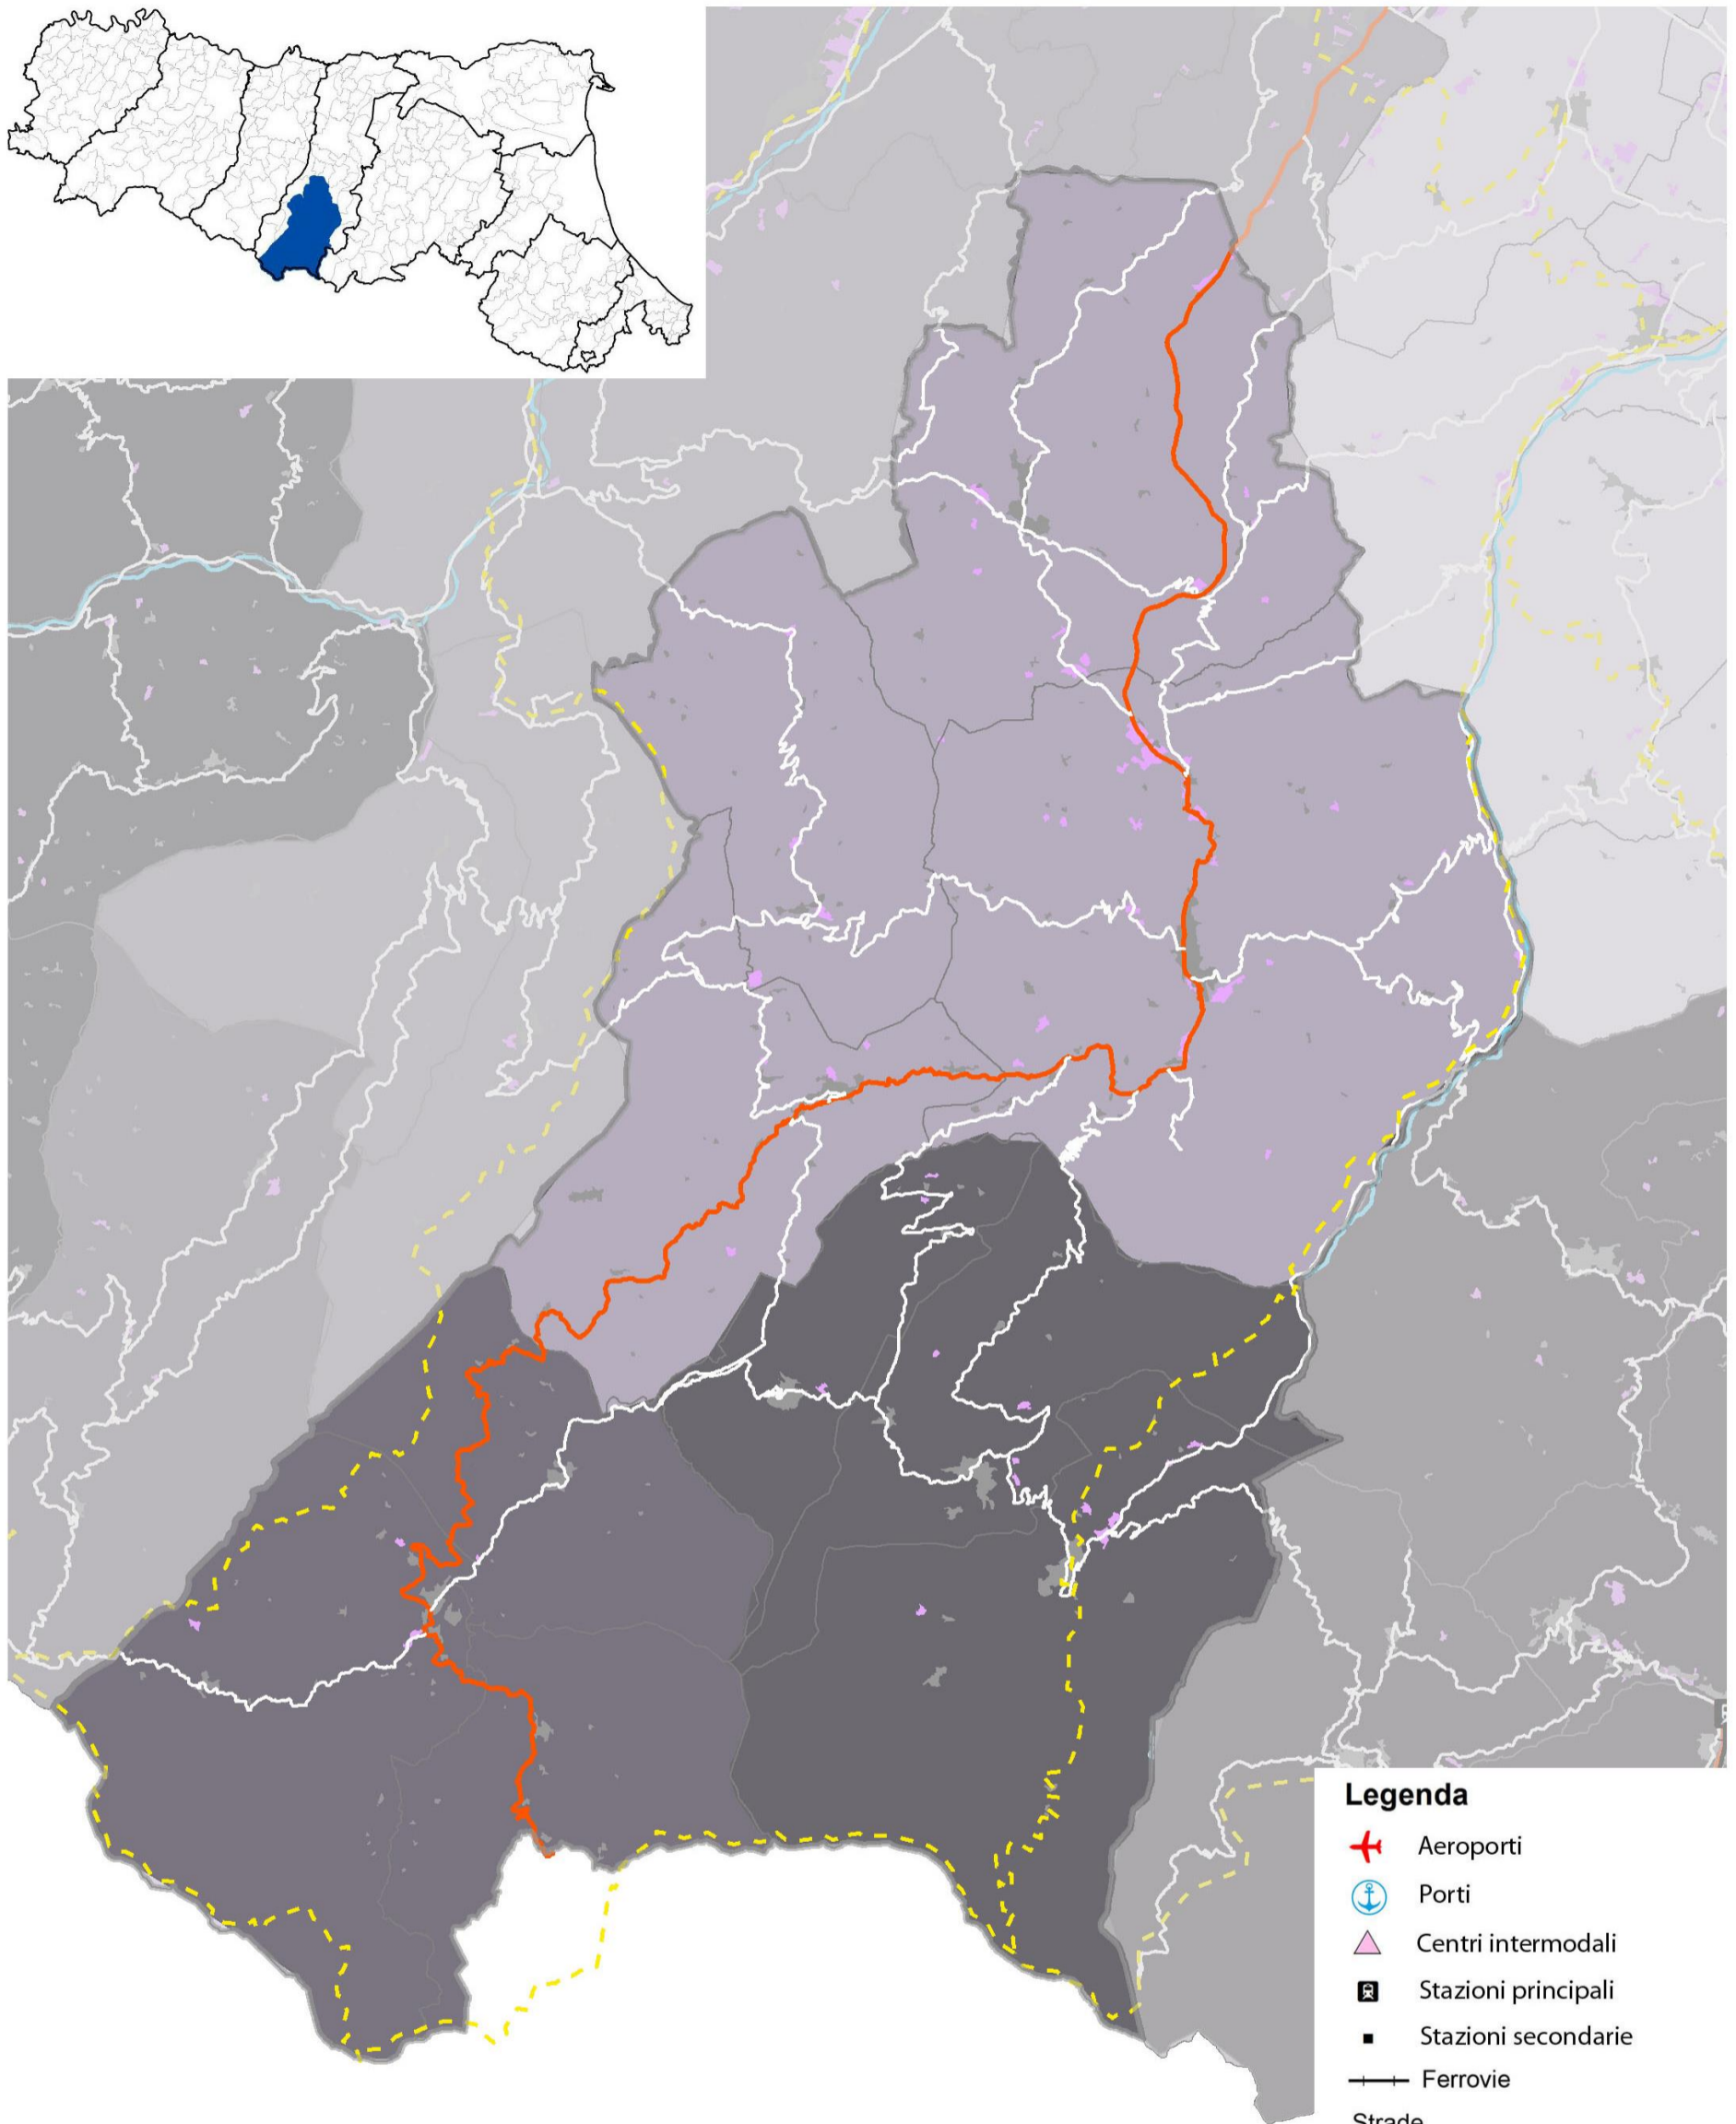 Legenda
Aeroporti
Porti
Centri intermodali
Stazioni principali
Stazioni secondarie
Ferrovie
Strade